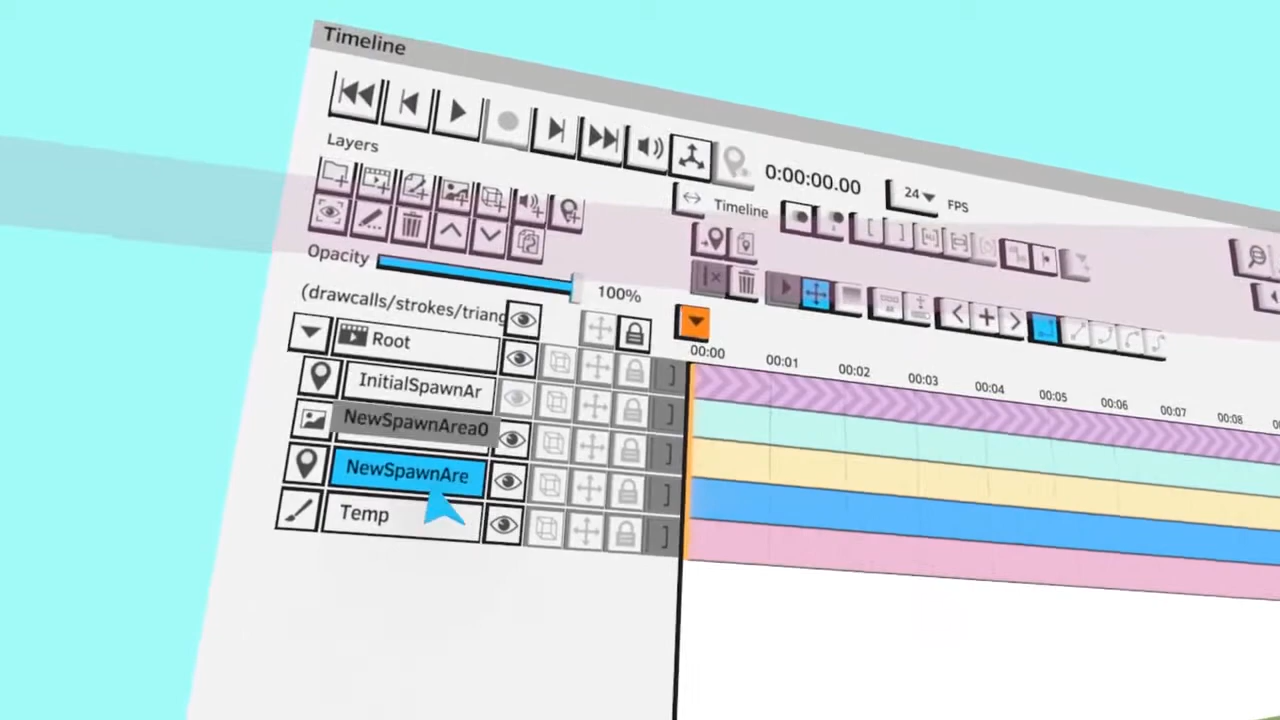 Timeline
0:00:00.00
24
FPS
Layers
Timeline
Opacity
100%
(drawcalls/strokes/triang
Root
InitialSpawnAr
NewSpawnArea0
NewSpawnAre
Temp
00:00
00:01
00:02
00:03
00:04
00:05
00:06
00:07
00:08